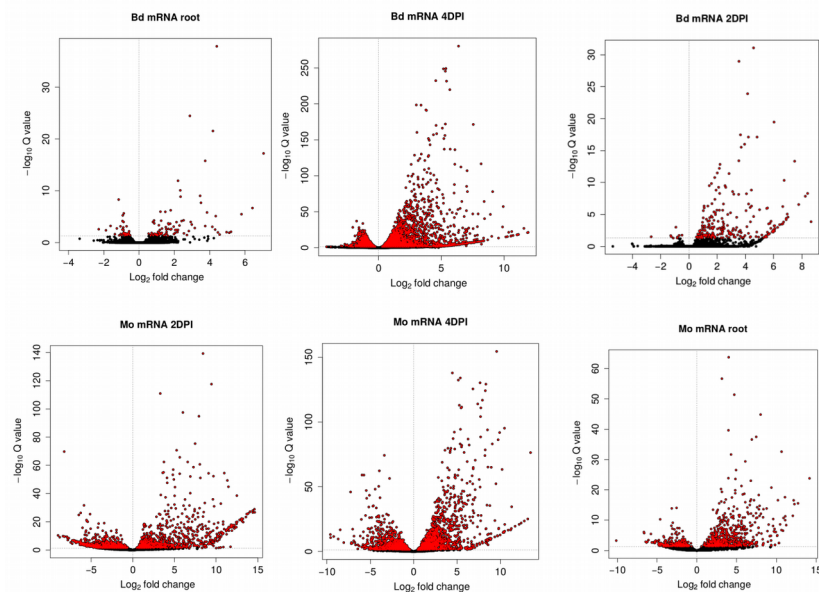 Bd mRNA root
Bd mRNA 4DPI
Bd mRNA 2DPI
−log10 Q value
0 10 20 30
−4 −2 0 2 4 6
Log2 fold change
−log10 Q value
0 50 100 150 200 250
0 5 10
Log2 fold change
−log10 Q value
0 5 10 15 20 25 30
−4 −2 0 2 4 6 8
Log2 fold change
Mo mRNA 2DPI
Mo mRNA 4DPI
Mo mRNA root
−log10 Q value
0 20 40 60 80 100 120 140
−5 0 5 10 15
Log2 fold change
−log10 Q value
0 50 100 150
−10 −5 0 5 10
Log2 fold change
−log10 Q value
0 10 20 30 40 50 60
−10 −5 0 5 10 15
Log2 fold change